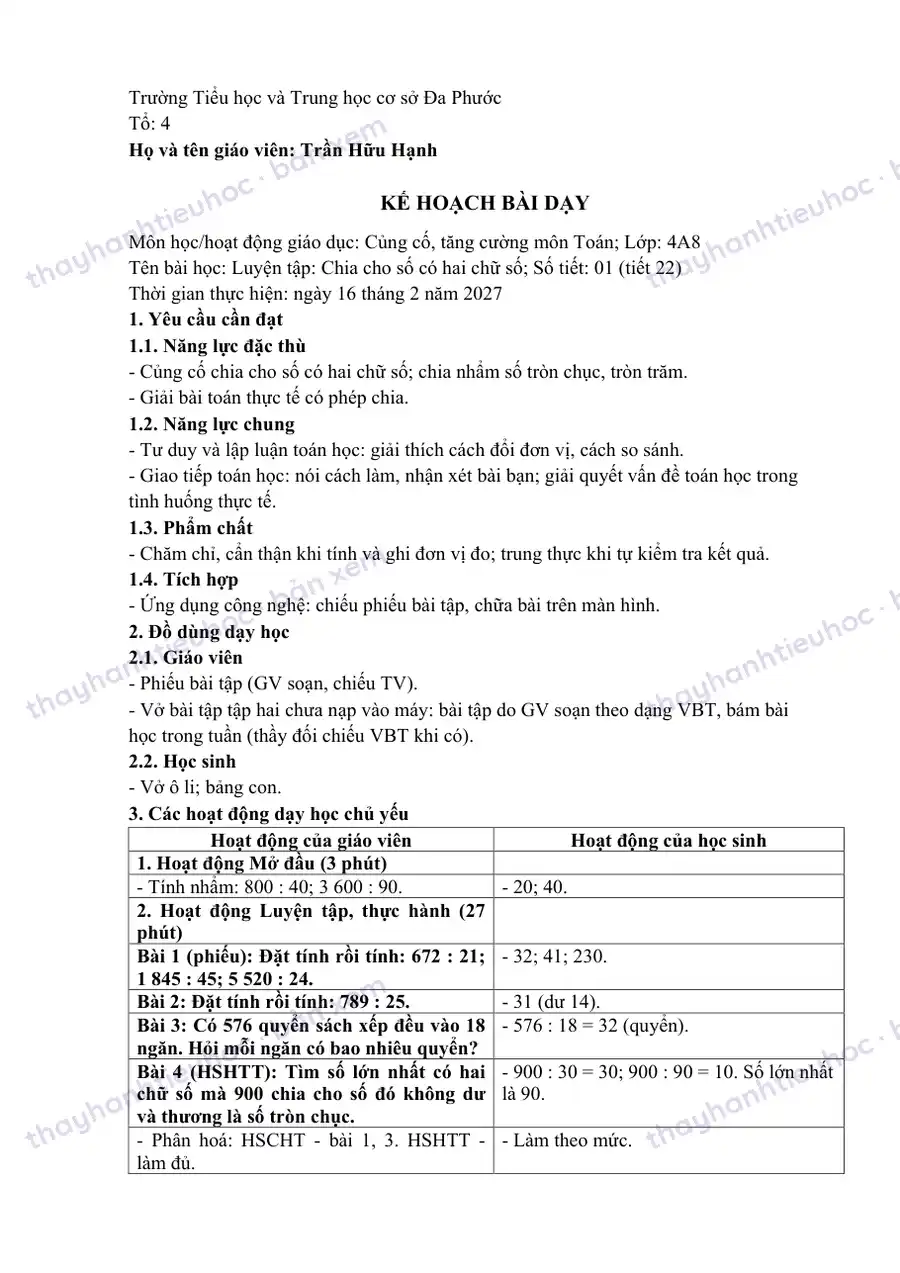 Trường Tiểu học và Trung học cơ sở Đa Phước
Tổ: 4
Họ và tên giáo viên: Trần Hữu Hạnh
KẾ HOẠCH BÀI DẠY
Môn học/hoạt động giáo dục: Củng cố, tăng cường môn Toán; Lớp: 4A8
Tên bài học: Luyện tập: Chia cho số có hai chữ số; Số tiết: 01 (tiết 22)
Thời gian thực hiện: ngày 16 tháng 2 năm 2027
1. Yêu cầu cần đạt
1.1. Năng lực đặc thù
- Củng cố chia cho số có hai chữ số; chia nhẩm số tròn chục, tròn trăm.
- Giải bài toán thực tế có phép chia.
1.2. Năng lực chung
- Tư duy và lập luận toán học: giải thích cách đổi đơn vị, cách so sánh.
- Giao tiếp toán học: nói cách làm, nhận xét bài bạn; giải quyết vấn đề toán học trong
tình huống thực tế.
1.3. Phẩm chất
- Chăm chỉ, cẩn thận khi tính và ghi đơn vị đo; trung thực khi tự kiểm tra kết quả.
1.4. Tích hợp
- Ứng dụng công nghệ: chiếu phiếu bài tập, chữa bài trên màn hình.
2. Đồ dùng dạy học
2.1. Giáo viên
- Phiếu bài tập (GV soạn, chiếu TV).
- Vở bài tập tập hai chưa nạp vào máy: bài tập do GV soạn theo dạng VBT, bám bài
học trong tuần (thầy đối chiếu VBT khi có).
2.2. Học sinh
- Vở ô li; bảng con.
3. Các hoạt động dạy học chủ yếu
Hoạt động của giáo viên
Hoạt động của học sinh
1. Hoạt động Mở đầu (3 phút)
- Tính nhẩm: 800 : 40; 3 600 : 90.
- 20; 40.
2. Hoạt động Luyện tập, thực hành (27
phút)
Bài 1 (phiếu): Đặt tính rồi tính: 672 : 21;
1 845 : 45; 5 520 : 24.
- 32; 41; 230.
Bài 2: Đặt tính rồi tính: 789 : 25.
- 31 (dư 14).
Bài 3: Có 576 quyển sách xếp đều vào 18
ngăn. Hỏi mỗi ngăn có bao nhiêu quyển?
- 576 : 18 = 32 (quyển).
Bài 4 (HSHTT): Tìm số lớn nhất có hai
chữ số mà 900 chia cho số đó không dư
và thương là số tròn chục.
- 900 : 30 = 30; 900 : 90 = 10. Số lớn nhất
là 90.
- Phân hoá: HSCHT - bài 1, 3. HSHTT -
làm đủ.
- Làm theo mức.
thayhanhtieuhoc · bản xem
thayhanhtieuhoc · b
thayhanhtieuhoc · bản xem
thayhanhtieuhoc · b
thayhanhtieuhoc · bản xem
thayhanhtieuhoc · b